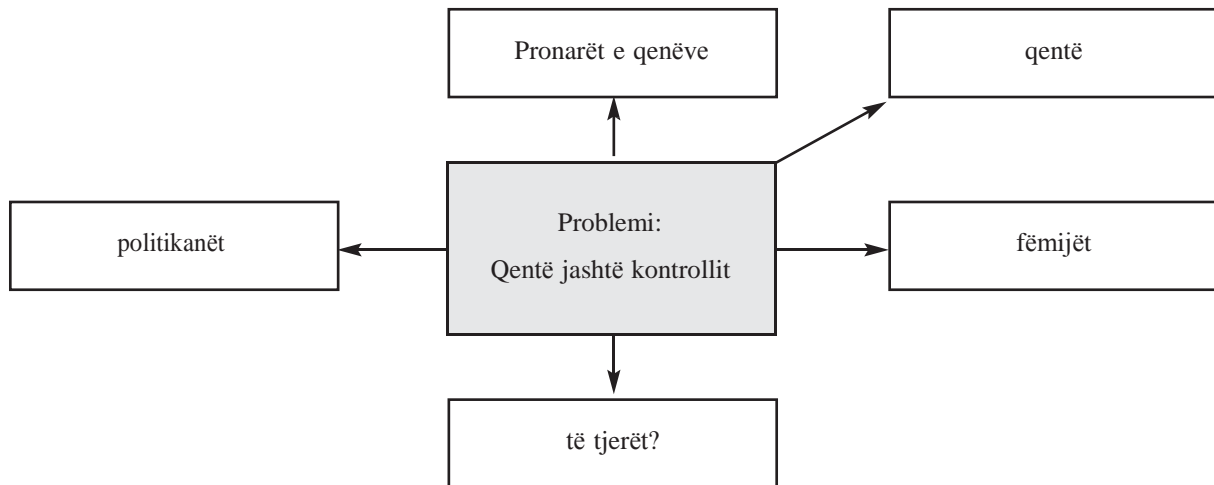 Pronarët e qenëve
qentë
politikanët
Problemi:
Qentë jashtë kontrollit
fëmijët
të tjerët?